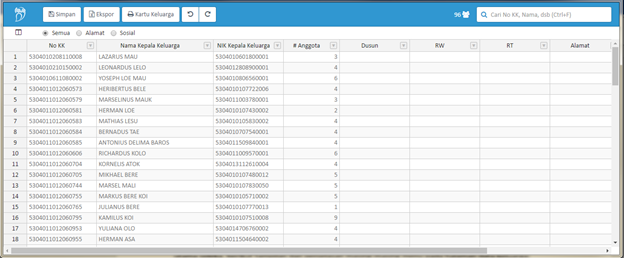 Simpan Ekspor Kartu Keluarga 96 Cari No KK, Nama, dsb (Ctrl+F)
Semua Alamat Sosial
No KK Nama Kepala Keluarga NIK Kepala Keluarga # Anggota Dusun RW RT Alamat
1 5304010208110008 LAZARUS MAU 5304010601800001 3
2 5304010210150002 LEONARDUS LELO 5304012808900001 4
3 5304010611080002 YOSEPH LOE MAU 5304010806560001 6
4 5304011012060573 HERIBERTUS BELE 5304010107722006 4
5 5304011012060579 MARSELINUS MAUK 5304011003780001 3
6 5304011012060581 HERMAN LOE 5304010107430002 2
7 5304011012060583 MATHIAS LESU 5304010105830002 4
8 5304011012060584 BERNADUS TAE 5304010707540001 4
9 5304011012060585 ANTONIUS DELIMA BAROS 5304011509840001 4
10 5304011012060606 RICHARDUS KOLO 5304011009570001 6
11 5304011012060704 KORNELIS ATOK 5304013112610004 4
12 5304011012060705 MIKHAEL BERE 5304010107480012 5
13 5304011012060744 MARSEL MAU 5304010107830050 5
14 5304011012060755 MARKUS BERE KOI 5304010105710002 5
15 5304011012060765 JULIANUS BERE 5304010107770013 1
16 5304011012060795 KAMILUS KOI 5304010107510008 9
17 5304011012060953 YULIANA OLO 5304014706760002 4
18 5304011012060955 HERMAN ASA 5304011504640002 4